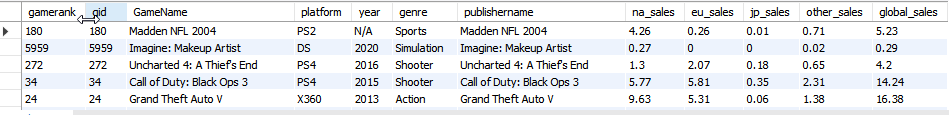 gamerank gid GameName platform year genre publishername na_sales eu_sales jp_sales other_sales global_sales
180 180 Madden NFL 2004 PS2 N/A Sports Madden NFL 2004 4.26 0.26 0.01 0.71 5.23
5959 5959 Imagine: Makeup Artist DS 2020 Simulation Imagine: Makeup Artist 0.27 0 0 0.02 0.29
272 272 Uncharted 4: A Thief's End PS4 2016 Shooter Uncharted 4: A Thief's End 1.3 2.07 0.18 0.65 4.2
34 34 Call of Duty: Black Ops 3 PS4 2015 Shooter Call of Duty: Black Ops 3 5.77 5.81 0.35 2.31 14.24
24 24 Grand Theft Auto V X360 2013 Action Grand Theft Auto V 9.63 5.31 0.06 1.38 16.38